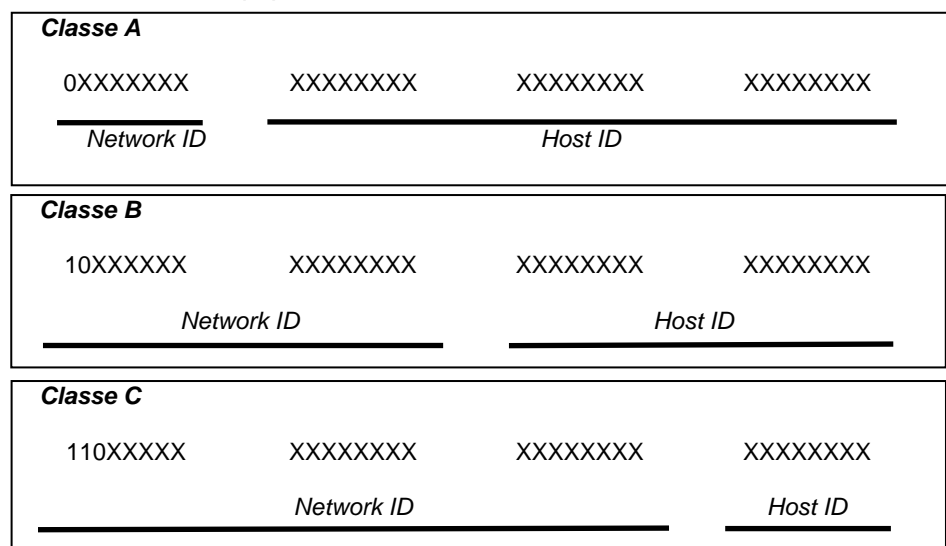 Classe A
0XXXXXXX XXXXXXXX XXXXXXXX XXXXXXXX
Network ID Host ID
Classe B
10XXXXXX XXXXXXXX XXXXXXXX XXXXXXXX
Network ID Host ID
Classe C
110XXXXX XXXXXXXX XXXXXXXX XXXXXXXX
Network ID Host ID